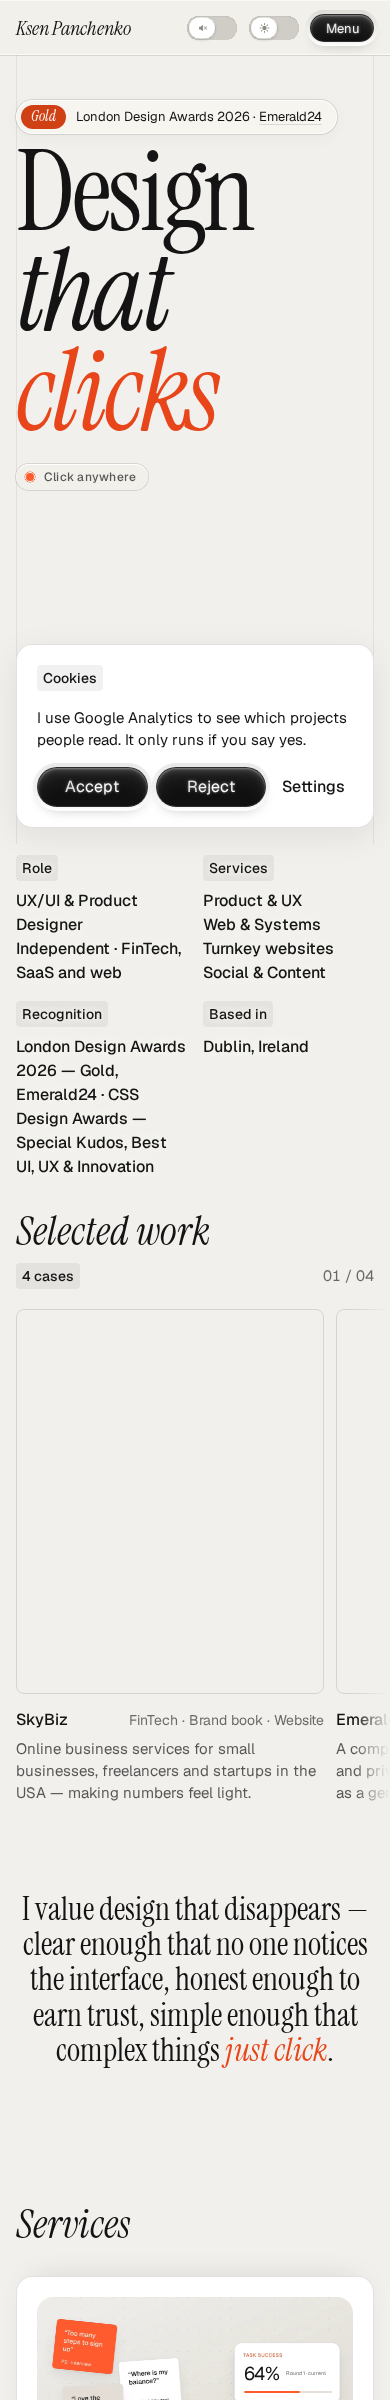 Ksen Panchenko
Menu
Gold London Design Awards 2026 · Emerald24
Design
that
clicks
Click anywhere
Cookies
I use Google Analytics to see which projects
people read. It only runs if you say yes.
Accept Reject Settings
Role
UX/UI & Product
Designer
Independent · FinTech,
SaaS and web
Services
Product & UX
Web & Systems
Turnkey websites
Social & Content
Recognition
London Design Awards
2026 — Gold,
Emerald24 · CSS
Design Awards —
Special Kudos, Best
UI, UX & Innovation
Based in
Dublin, Ireland
Selected work
4 cases
01 / 04
SkyBiz
FinTech · Brand book · Website
Online business services for small
businesses, freelancers and startups in the
USA — making numbers feel light.
I value design that disappears —
clear enough that no one notices
the interface, honest enough to
earn trust, simple enough that
complex things just click.
Services
"Too many
steps to sign
up"
"Where is my
balance?"
TASK SUCCESS
64% Round 1 · current